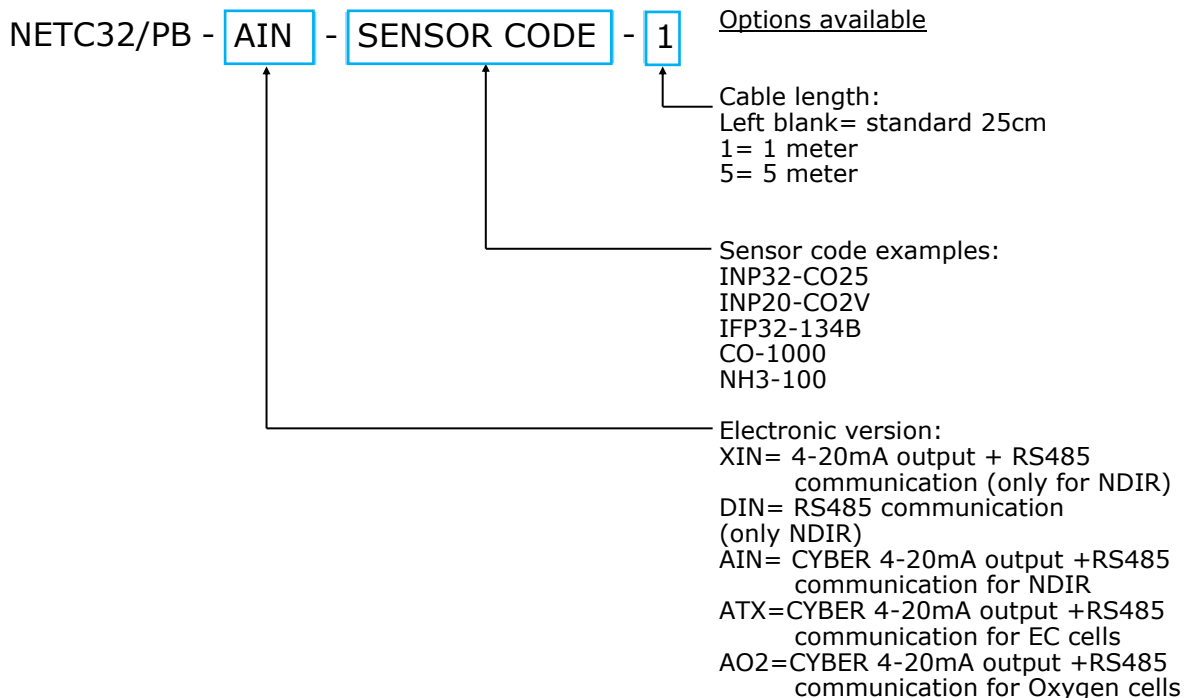 NETC32/PB - AIN - SENSOR CODE - 1
Options available
Cable length:
Left blank= standard 25cm
1= 1 meter
5= 5 meter
Sensor code examples:
INP32-CO25
INP20-CO2V
IFP32-134B
CO-1000
NH3-100
Electronic version:
XIN= 4-20mA output + RS485
communication (only for NDIR)
DIN= RS485 communication
(only NDIR)
AIN= CYBER 4-20mA output +RS485
communication for NDIR
ATX=CYBER 4-20mA output +RS485
communication for EC cells
AO2=CYBER 4-20mA output +RS485
communication for Oxygen cells